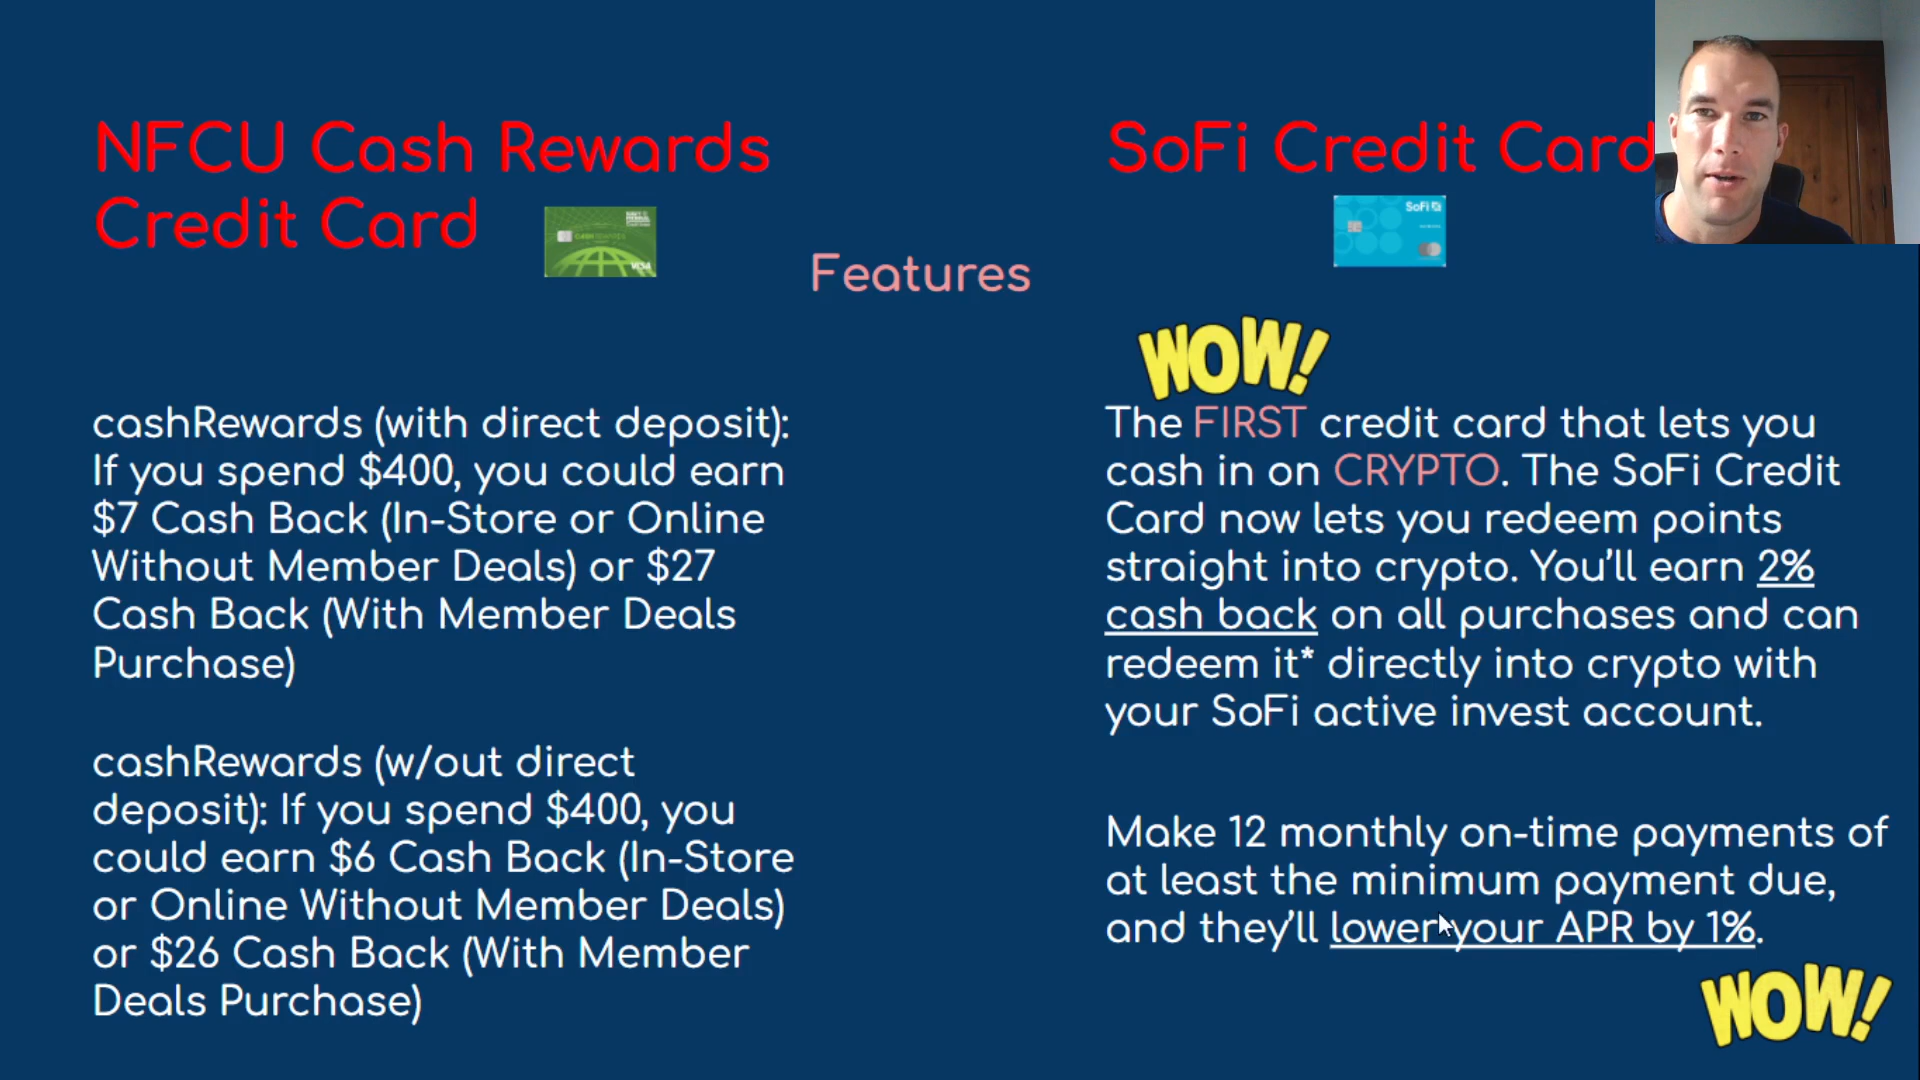 NFCU Cash Rewards
Credit Card
CASHREWARDS
VISA
SoFi Credit Card
SoFi
Features
cashRewards (with direct deposit):
If you spend $400, you could earn
$7 Cash Back (In-Store or Online
Without Member Deals) or $27
Cash Back (With Member Deals
Purchase)
cashRewards (w/out direct
deposit): If you spend $400, you
could earn $6 Cash Back (In-Store
or Online Without Member Deals)
or $26 Cash Back (With Member
Deals Purchase)
WOW!
The FIRST credit card that lets you
cash in on CRYPTO. The SoFi Credit
Card now lets you redeem points
straight into crypto. You'll earn 2%
cash back on all purchases and can
redeem it* directly into crypto with
your SoFi active invest account.
Make 12 monthly on-time payments of
at least the minimum payment due,
and they'll lower your APR by 1%.
WOW!